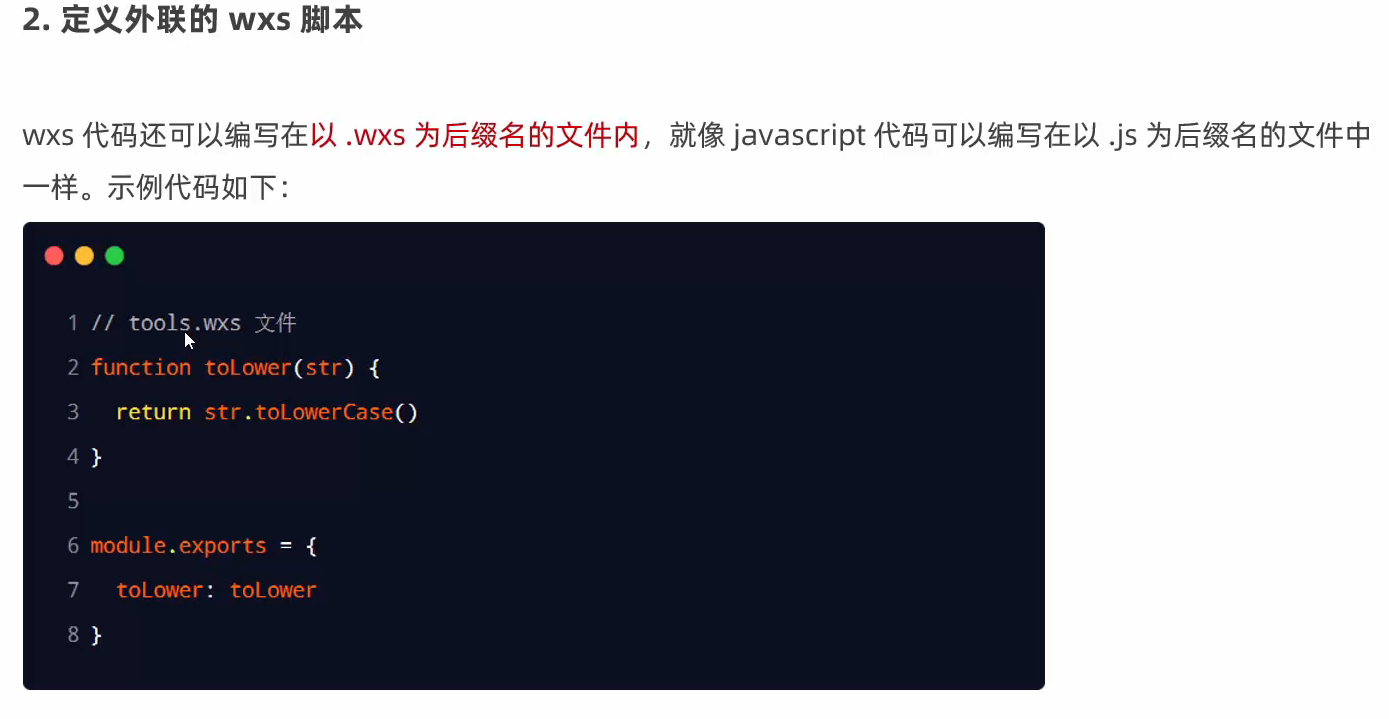 2. 定义外联的 wxs 脚本
wxs 代码还可以编写在以 .wxs 为后缀名的文件内，就像 javascript 代码可以编写在以 .js 为后缀名的文件中
一样。示例代码如下：
1 // tools.wxs 文件
2 function toLower(str) {
3   return str.toLowerCase()
4 }
5
6 module.exports = {
7   toLower: toLower
8 }